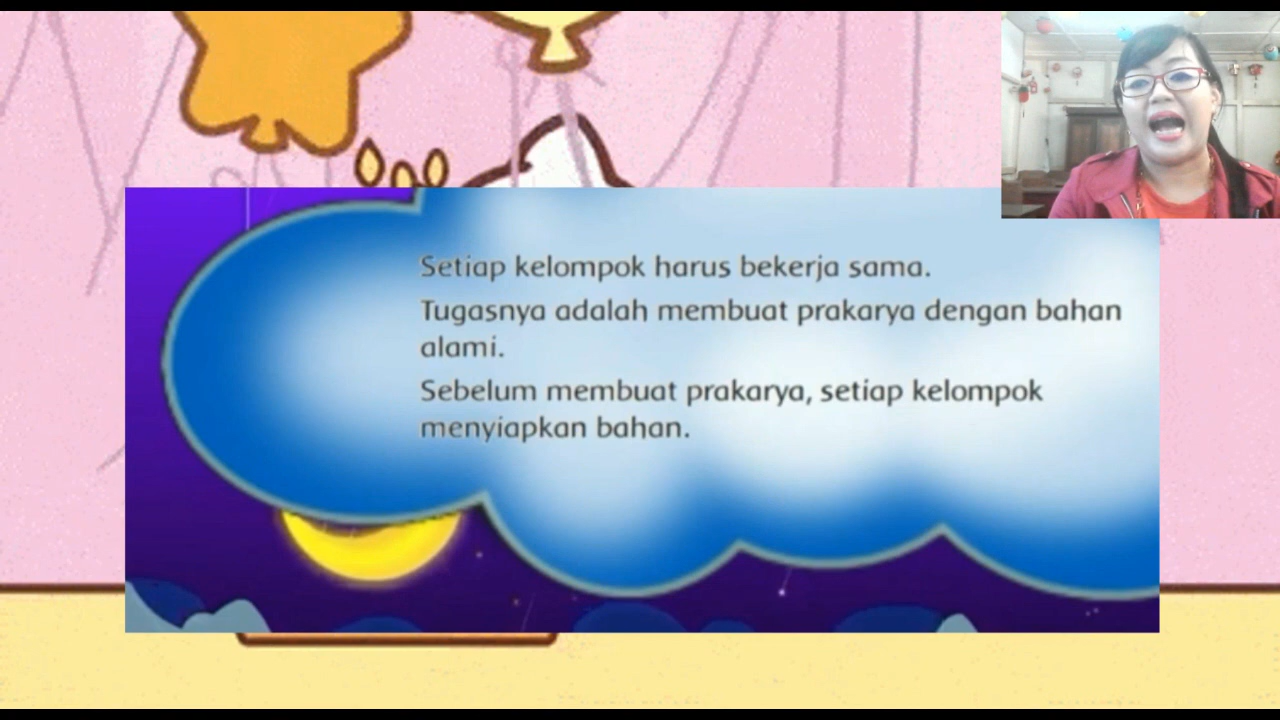 Setiap kelompok harus bekerja sama.
Tugasnya adalah membuat prakarya dengan bahan
alami.
Sebelum membuat prakarya, setiap kelompok
menyiapkan bahan.